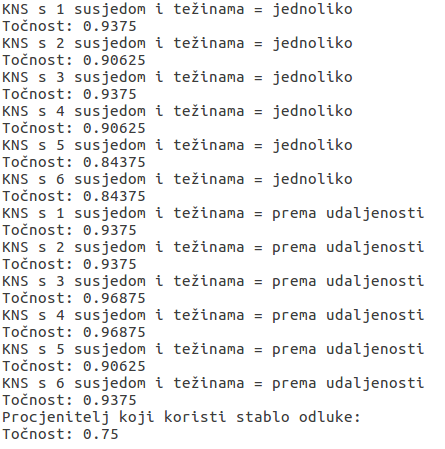 KNS s 1 susjedom i težinama = jednoliko
Točnost: 0.9375
KNS s 2 susjedom i težinama = jednoliko
Točnost: 0.90625
KNS s 3 susjedom i težinama = jednoliko
Točnost: 0.9375
KNS s 4 susjedom i težinama = jednoliko
Točnost: 0.90625
KNS s 5 susjedom i težinama = jednoliko
Točnost: 0.84375
KNS s 6 susjedom i težinama = jednoliko
Točnost: 0.84375
KNS s 1 susjedom i težinama = prema udaljenosti
Točnost: 0.9375
KNS s 2 susjedom i težinama = prema udaljenosti
Točnost: 0.9375
KNS s 3 susjedom i težinama = prema udaljenosti
Točnost: 0.96875
KNS s 4 susjedom i težinama = prema udaljenosti
Točnost: 0.96875
KNS s 5 susjedom i težinama = prema udaljenosti
Točnost: 0.90625
KNS s 6 susjedom i težinama = prema udaljenosti
Točnost: 0.9375
Procjenitelj koji koristi stablo odluke:
Točnost: 0.75